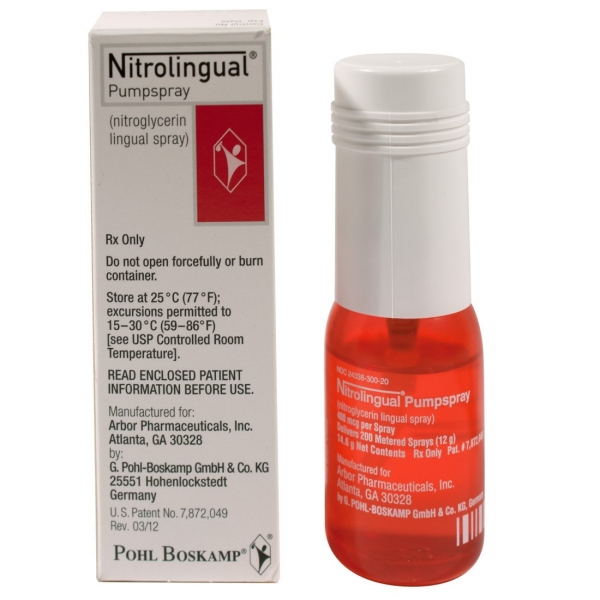 Nitrolingual®
Pumpspray
(nitroglycerin
lingual spray)
Rx Only
Do not open forcefully or burn
container.
Store at 25°C (77°F);
excursions permitted to
15–30°C (59–86°F)
[see USP Controlled Room
Temperature].
READ ENCLOSED PATIENT
INFORMATION BEFORE USE.
Manufactured for:
Arbor Pharmaceuticals, Inc.
Atlanta, GA 30328
by:
G. Pohl-Boskamp GmbH & Co. KG
25551 Hohenlockstedt
Germany
U.S. Patent No. 7,872,049
Rev. 03/12
POHL BOSKAMP®
NDC 24338-300-20
Nitrolingual® Pumpspray
(nitroglycerin lingual spray)
400 mcg per Spray
Delivers 200 Metered Sprays (12 g)
14.6 g Net Contents Rx Only Pat. # 7,872,049
Manufactured for
Arbor Pharmaceuticals, Inc.
Atlanta, GA 30328
by G. POHL-BOSKAMP GmbH & Co. KG, Germany